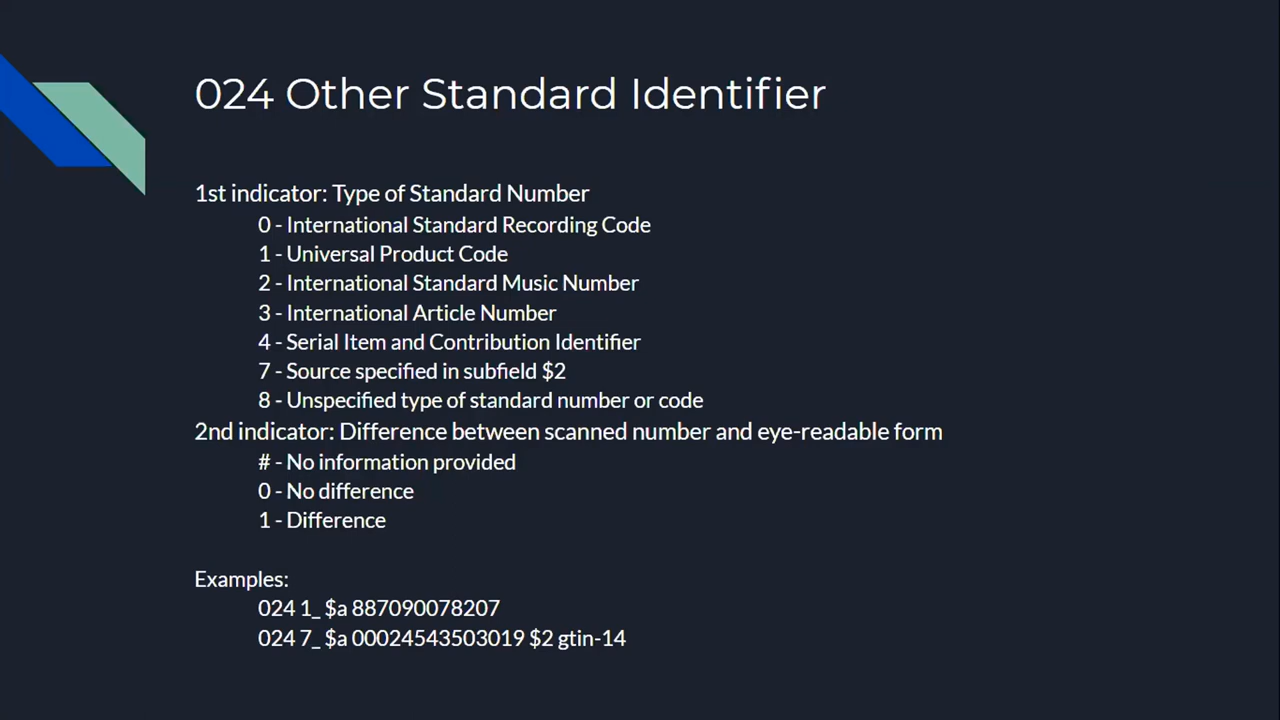 024 Other Standard Identifier
1st indicator: Type of Standard Number
0 - International Standard Recording Code
1 - Universal Product Code
2 - International Standard Music Number
3 - International Article Number
4 - Serial Item and Contribution Identifier
7 - Source specified in subfield $2
8 - Unspecified type of standard number or code
2nd indicator: Difference between scanned number and eye-readable form
# - No information provided
0 - No difference
1 - Difference
Examples:
024 1_ $a 887090078207
024 7_ $a 00024543503019 $2 gtin-14